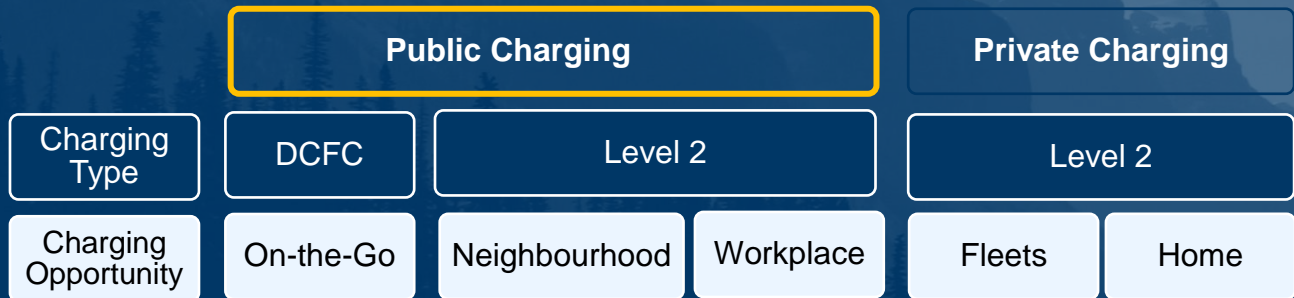 Public Charging
Private Charging
Charging
Type
DCFC
Level 2
Level 2
Charging
Opportunity
On-the-Go
Neighbourhood
Workplace
Fleets
Home